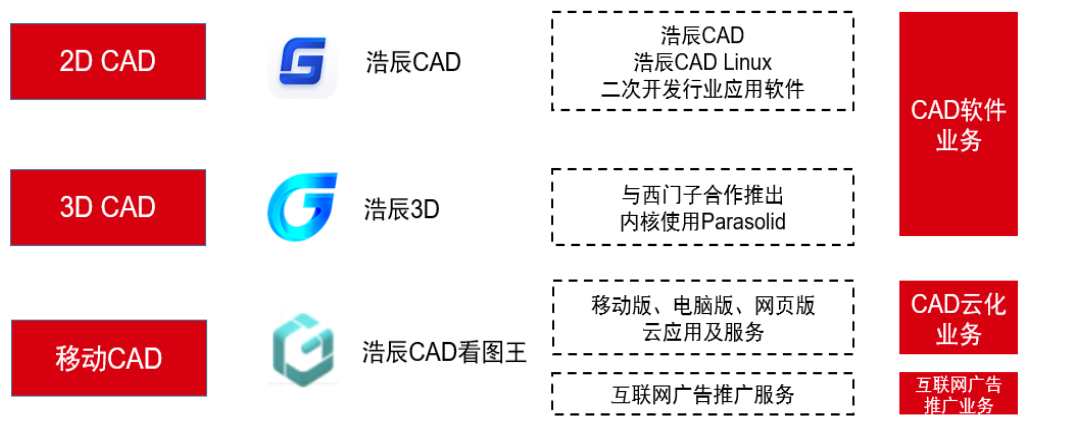 2D CAD
浩辰CAD
浩辰CAD
浩辰CAD Linux
二次开发行业应用软件
CAD软件
业务
3D CAD
浩辰3D
与西门子合作推出
内核使用Parasolid
移动CAD
浩辰CAD看图王
移动版、电脑版、网页版
云应用及服务
CAD云化
业务
互联网广告推广服务
互联网广告
推广业务